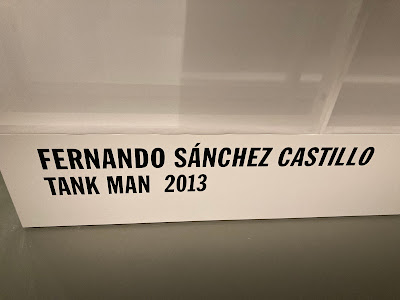 FERNANDO SÁNCHEZ CASTILLO
TANK MAN 2013